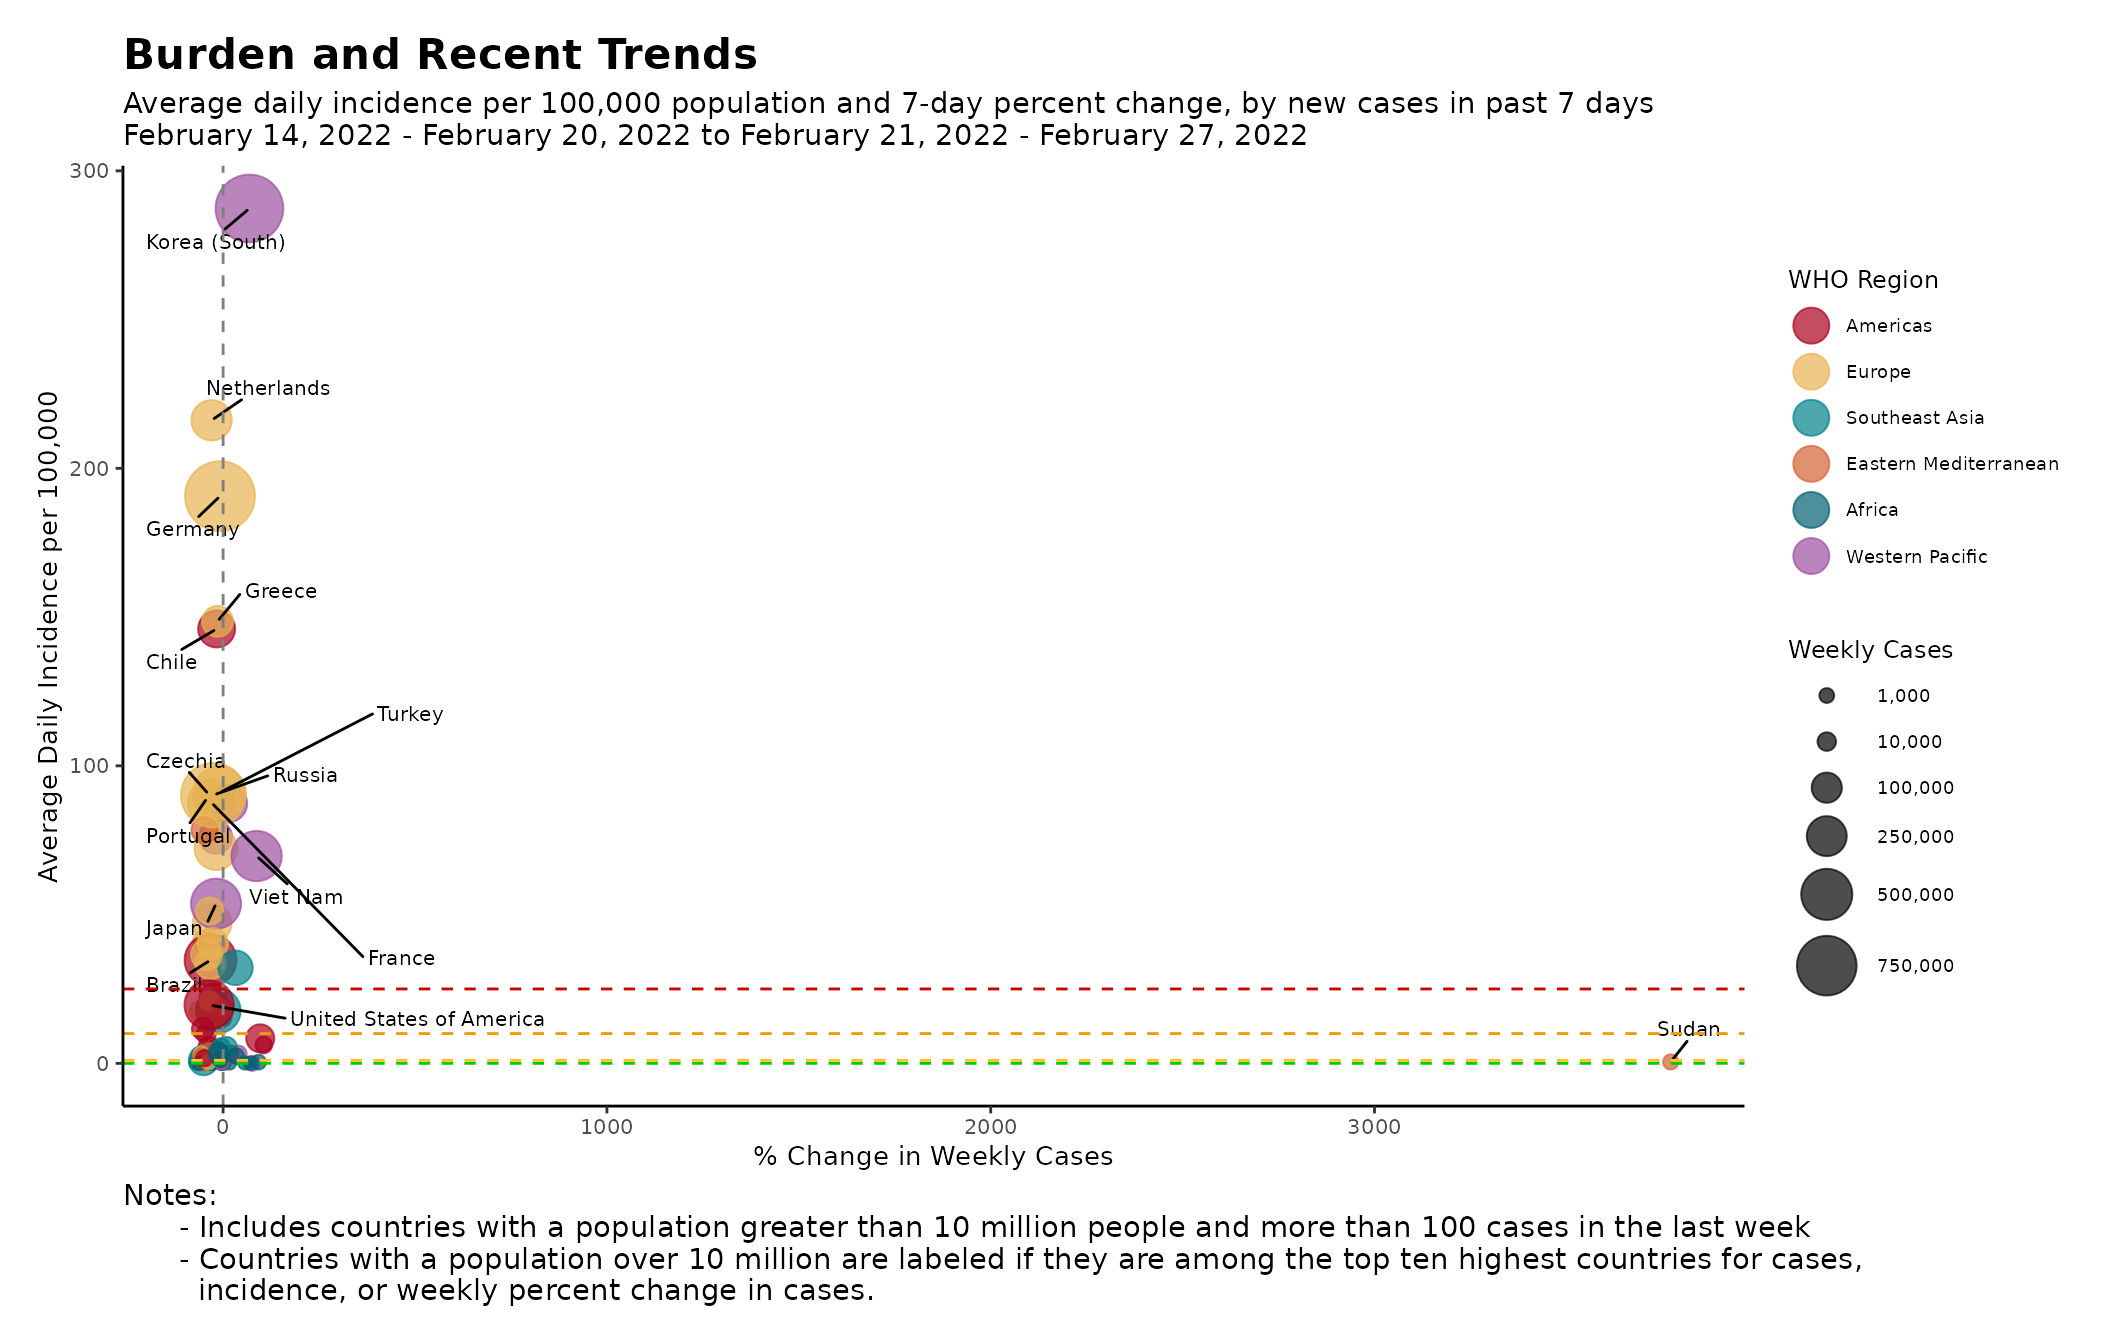 Burden and Recent Trends
Average daily incidence per 100,000 population and 7-day percent change, by new cases in past 7 days
February 14, 2022 - February 20, 2022 to February 21, 2022 - February 27, 2022
Average Daily Incidence per 100,000
300
200
100
0
Korea (South)
Netherlands
Germany
Greece
Chile
Turkey
Czechia
Russia
Portugal
Viet Nam
Japan
France
Brazil
United States of America
Sudan
0
1000
2000
3000
% Change in Weekly Cases
WHO Region
Americas
Europe
Southeast Asia
Eastern Mediterranean
Africa
Western Pacific
Weekly Cases
1,000
10,000
100,000
250,000
500,000
750,000
Notes:
- Includes countries with a population greater than 10 million people and more than 100 cases in the last week
- Countries with a population over 10 million are labeled if they are among the top ten highest countries for cases,
incidence, or weekly percent change in cases.